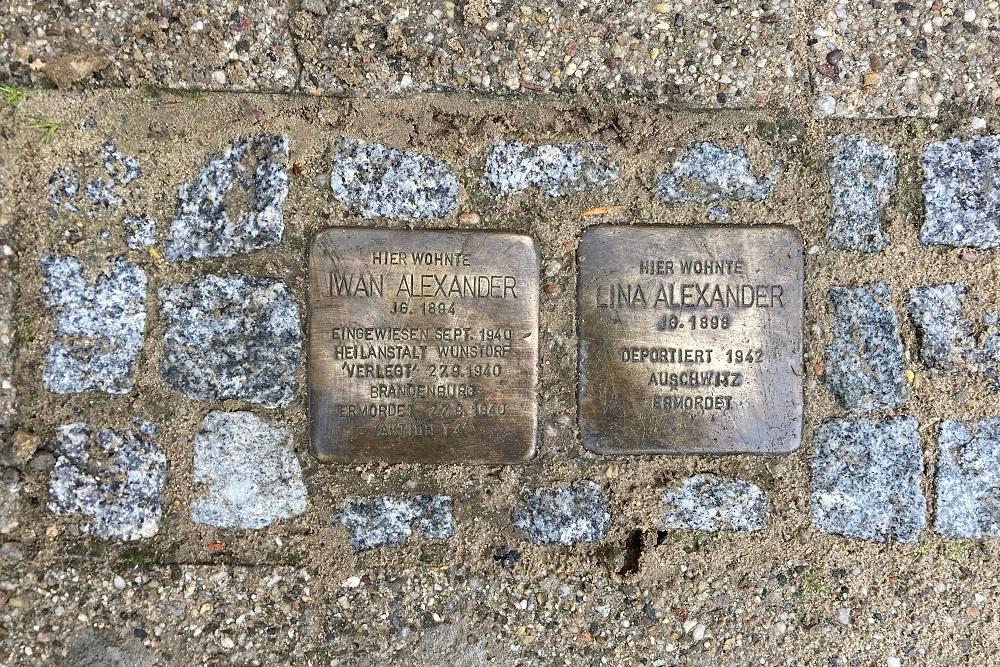 HIER WOHNTE
IWAN ALEXANDER
JG. 1894
EINGEWIESEN SEPT. 1940
HEILANSTALT WUNSTORF
'VERLEGT' 27.9.1940
BRANDENBURG
ERMORDET 27.9.1940
'AKTION T4'
HIER WOHNTE
LINA ALEXANDER
JG. 1898
DEPORTIERT 1942
AUSCHWITZ
ERMORDET